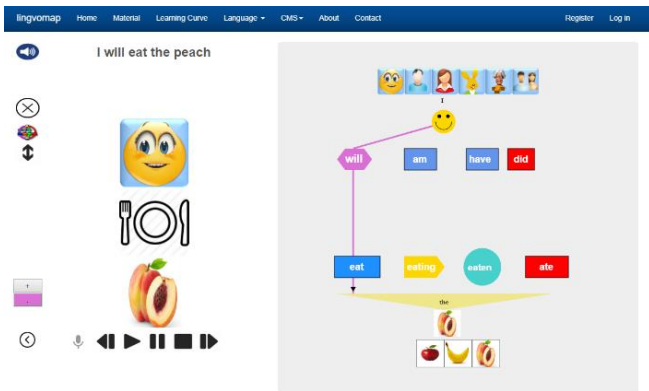 lingvomap Home Material Learning Curve Language CMS About Contact Register Log in
I will eat the peach
I
will am have did
eat eating eaten ate
the
+
-